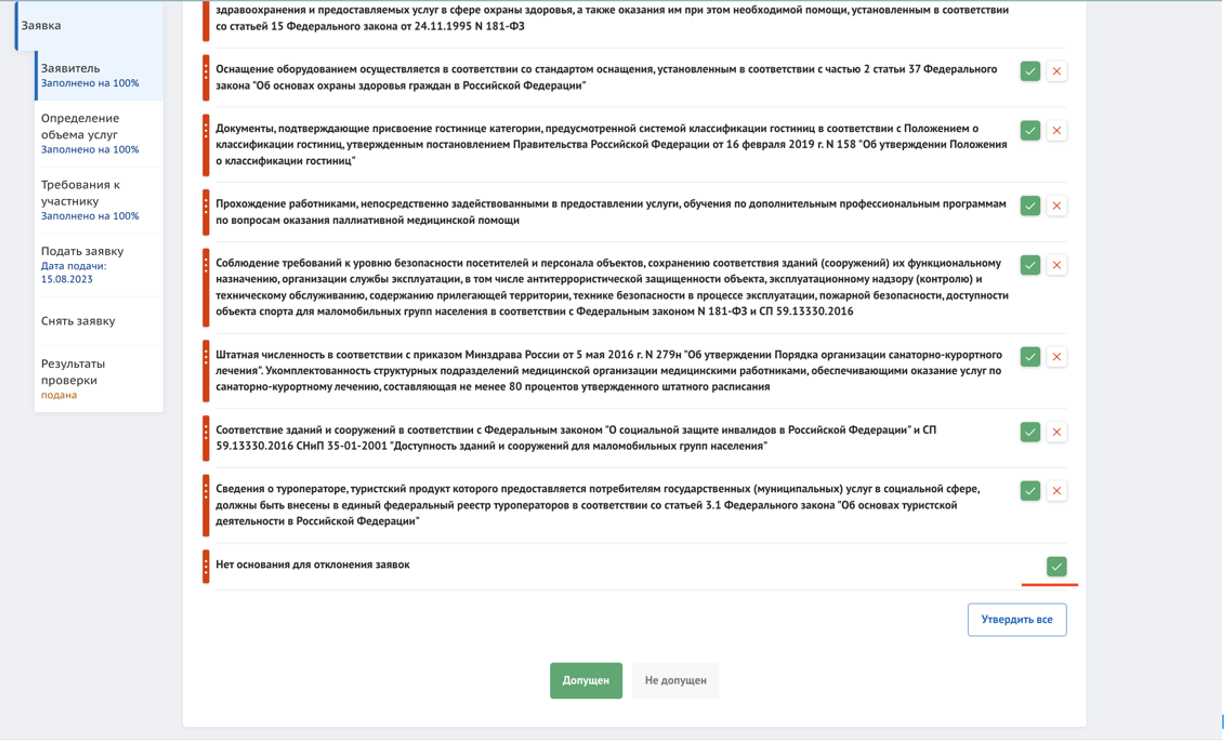 Заявка
Заявитель
Заполнено на 100%
Определение
объема услуг
Заполнено на 100%
Требования к
участнику
Заполнено на 100%
Подать заявку
Дата подачи:
15.08.2023
Снять заявку
Результаты
проверки
подана
здравоохранения и предоставляемых услуг в сфере охраны здоровья, а также оказания им при этом необходимой помощи, установленным в соответствии
со статьей 15 Федерального закона от 24.11.1995 N 181-ФЗ
Оснащение оборудованием осуществляется в соответствии со стандартом оснащения, установленным в соответствии с частью 2 статьи 37 Федерального
закона "Об основах охраны здоровья граждан в Российской Федерации"
Документы, подтверждающие присвоение гостинице категории, предусмотренной системой классификации гостиниц в соответствии с Положением о
классификации гостиниц, утвержденным постановлением Правительства Российской Федерации от 16 февраля 2019 г. N 158 "Об утверждении Положения
о классификации гостиниц"
Прохождение работниками, непосредственно задействованными в предоставлении услуги, обучения по дополнительным профессиональным программам
по вопросам оказания паллиативной медицинской помощи
Соблюдение требований к уровню безопасности посетителей и персонала объектов, сохранению соответствия зданий (сооружений) их функциональному
назначению, организации службы эксплуатации, в том числе антитеррористической защищенности объекта, эксплуатационному надзору (контролю) и
техническому обслуживанию, содержанию прилегающей территории, технике безопасности в процессе эксплуатации, пожарной безопасности, доступности
объекта спорта для маломобильных групп населения в соответствии с Федеральным законом N 181-ФЗ и СП 59.13330.2016
Штатная численность в соответствии с приказом Минздрава России от 5 мая 2016 г. N 279н "Об утверждении Порядка организации санаторно-курортного
лечения". Укомплектованность структурных подразделений медицинской организации медицинскими работниками, обеспечивающими оказание услуг по
санаторно-курортному лечению, составляющая не менее 80 процентов утвержденного штатного расписания
Соответствие зданий и сооружений в соответствии с Федеральным законом "О социальной защите инвалидов в Российской Федерации" и СП
59.13330.2016 СНиП 35-01-2001 "Доступность зданий и сооружений для маломобильных групп населения"
Сведения о туроператоре, туристский продукт которого предоставляется потребителям государственных (муниципальных) услуг в социальной сфере,
должны быть внесены в единый федеральный реестр туроператоров в соответствии со статьей 3.1 Федерального закона "Об основах туристской
деятельности в Российской Федерации"
Нет основания для отклонения заявок
Утвердить все
Допущен
Не допущен